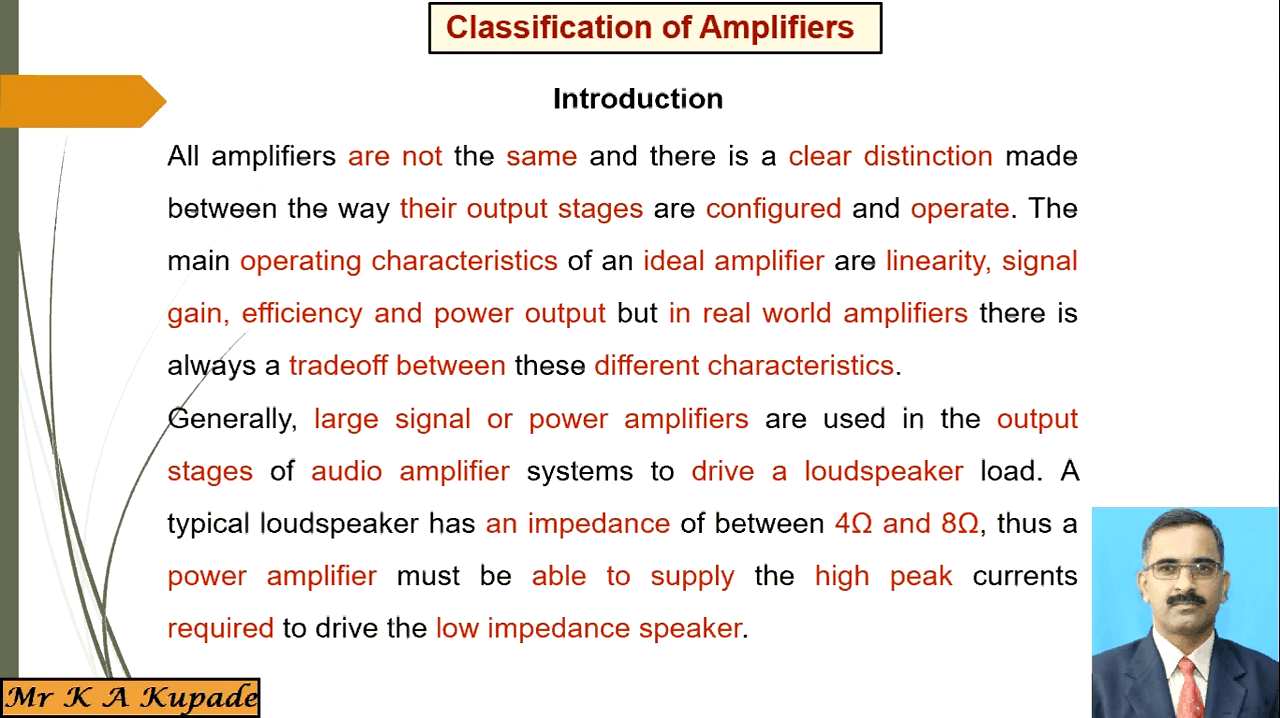 Classification of Amplifiers
Introduction
All amplifiers are not the same and there is a clear distinction made
between the way their output stages are configured and operate. The
main operating characteristics of an ideal amplifier are linearity, signal
gain, efficiency and power output but in real world amplifiers there is
always a tradeoff between these different characteristics.
Generally, large signal or power amplifiers are used in the output
stages of audio amplifier systems to drive a loudspeaker load. A
typical loudspeaker has an impedance of between 4Ω and 8Ω, thus a
power amplifier must be able to supply the high peak currents
required to drive the low impedance speaker.
Mr K A Kupade